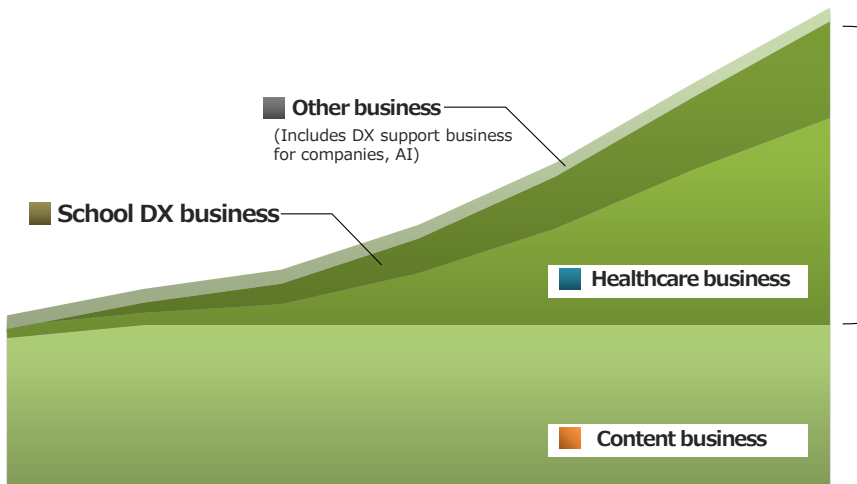 Other business
(Includes DX support business
for companies, AI)
School DX business
Healthcare business
Content business